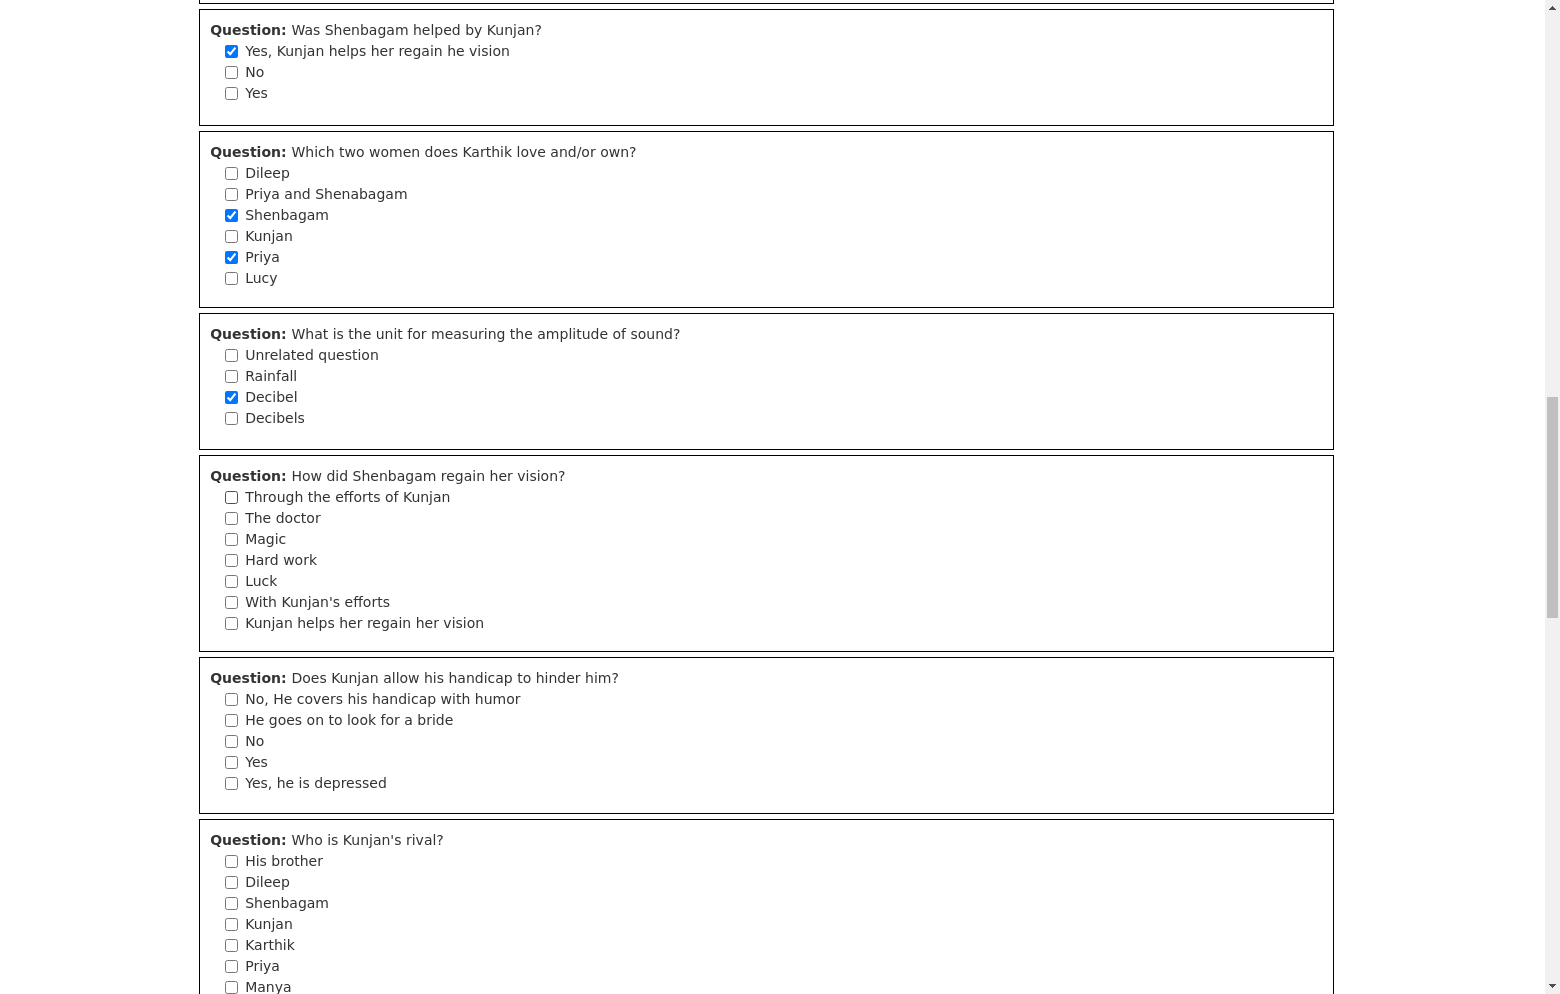 Question: Was Shenbagam helped by Kunjan?
Yes, Kunjan helps her regain he vision
No
Yes
Question: Which two women does Karthik love and/or own?
Dileep
Priya and Shenabagam
Shenbagam
Kunjan
Priya
Lucy
Question: What is the unit for measuring the amplitude of sound?
Unrelated question
Rainfall
Decibel
Decibels
Question: How did Shenbagam regain her vision?
Through the efforts of Kunjan
The doctor
Magic
Hard work
Luck
With Kunjan's efforts
Kunjan helps her regain her vision
Question: Does Kunjan allow his handicap to hinder him?
No, He covers his handicap with humor
He goes on to look for a bride
No
Yes
Yes, he is depressed
Question: Who is Kunjan's rival?
His brother
Dileep
Shenbagam
Kunjan
Karthik
Priya
Manya